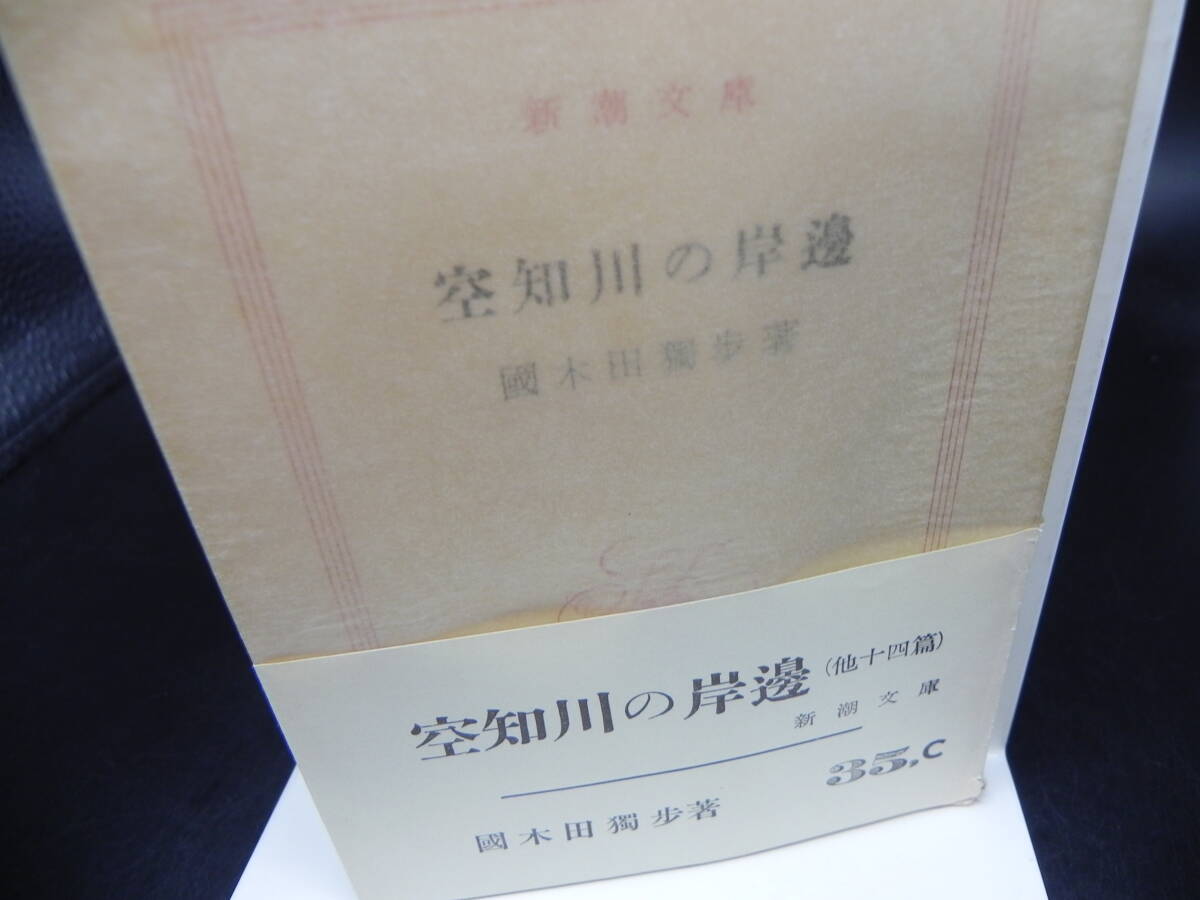 新潮文庫
空知川の岸邊
國木田獨步著
空知川の岸邊(他十四篇)
新潮文庫
35,C
國木田獨步著